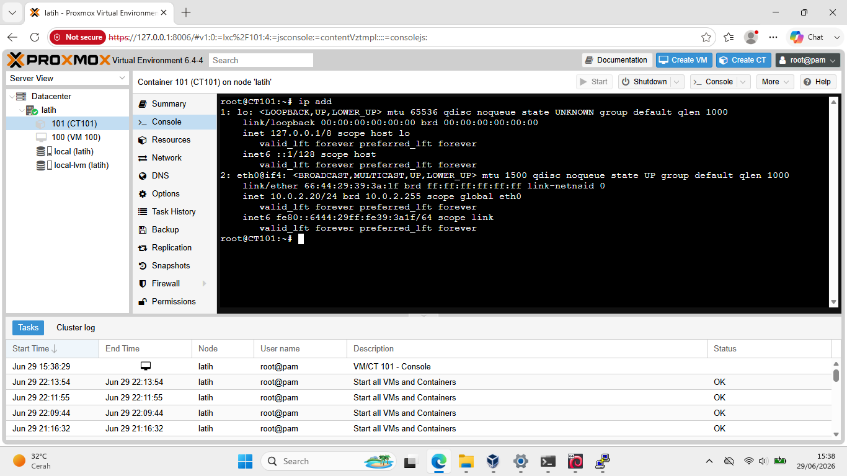 latih - Proxmox Virtual Environme
Not secure
https://127.0.0.1:8006/#v1:0:=lxc%2F101:4:=jsconsole:=contentVztmpl::::=consolejs:
Chat
PROXMOX Virtual Environment 6.4-4
Search
Documentation
Create VM
Create CT
root@pam
Server View
Container 101 (CT101) on node 'latih'
Start
Shutdown
Console
More
Help
Datacenter
latih
101 (CT101)
100 (VM 100)
local (latih)
local-lvm (latih)
Summary
Console
Resources
Network
DNS
Options
Task History
Backup
Replication
Snapshots
Firewall
Permissions
root@CT101:~# ip add
1: lo: <LOOPBACK,UP,LOWER_UP> mtu 65536 qdisc noqueue state UNKNOWN group default qlen 1000
link/loopback 00:00:00:00:00:00 brd 00:00:00:00:00:00
inet 127.0.0.1/8 scope host lo
valid_lft forever preferred_lft forever
inet6 ::1/128 scope host
valid_lft forever preferred_lft forever
2: eth0@if4: <BROADCAST,MULTICAST,UP,LOWER_UP> mtu 1500 qdisc noqueue state UP group default qlen 1000
link/ether 66:44:29:39:3a:1f brd ff:ff:ff:ff:ff:ff link-netnsid 0
inet 10.0.2.20/24 brd 10.0.2.255 scope global eth0
valid_lft forever preferred_lft forever
inet6 fe80::6444:29ff:fe39:3a1f/64 scope link
valid_lft forever preferred_lft forever
root@CT101:~#
Tasks
Cluster log
Start Time ↓ End Time Node User name Description Status
Jun 29 15:38:29 latih root@pam VM/CT 101 - Console
Jun 29 22:13:54 Jun 29 22:13:54 latih root@pam Start all VMs and Containers OK
Jun 29 22:11:55 Jun 29 22:11:55 latih root@pam Start all VMs and Containers OK
Jun 29 22:09:44 Jun 29 22:09:44 latih root@pam Start all VMs and Containers OK
Jun 29 21:16:32 Jun 29 21:16:32 latih root@pam Start all VMs and Containers OK
32°C
Cerah
Search
15:38
29/06/2026